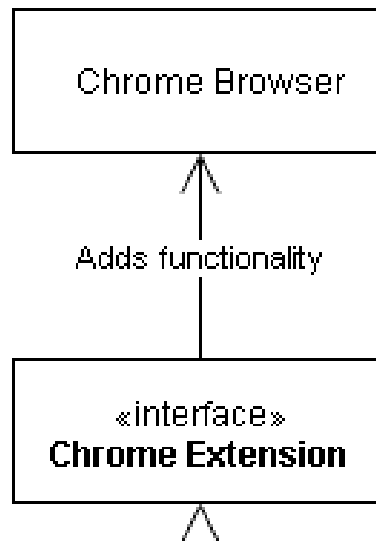 Chrome Browser
Adds functionality
«interface»
Chrome Extension